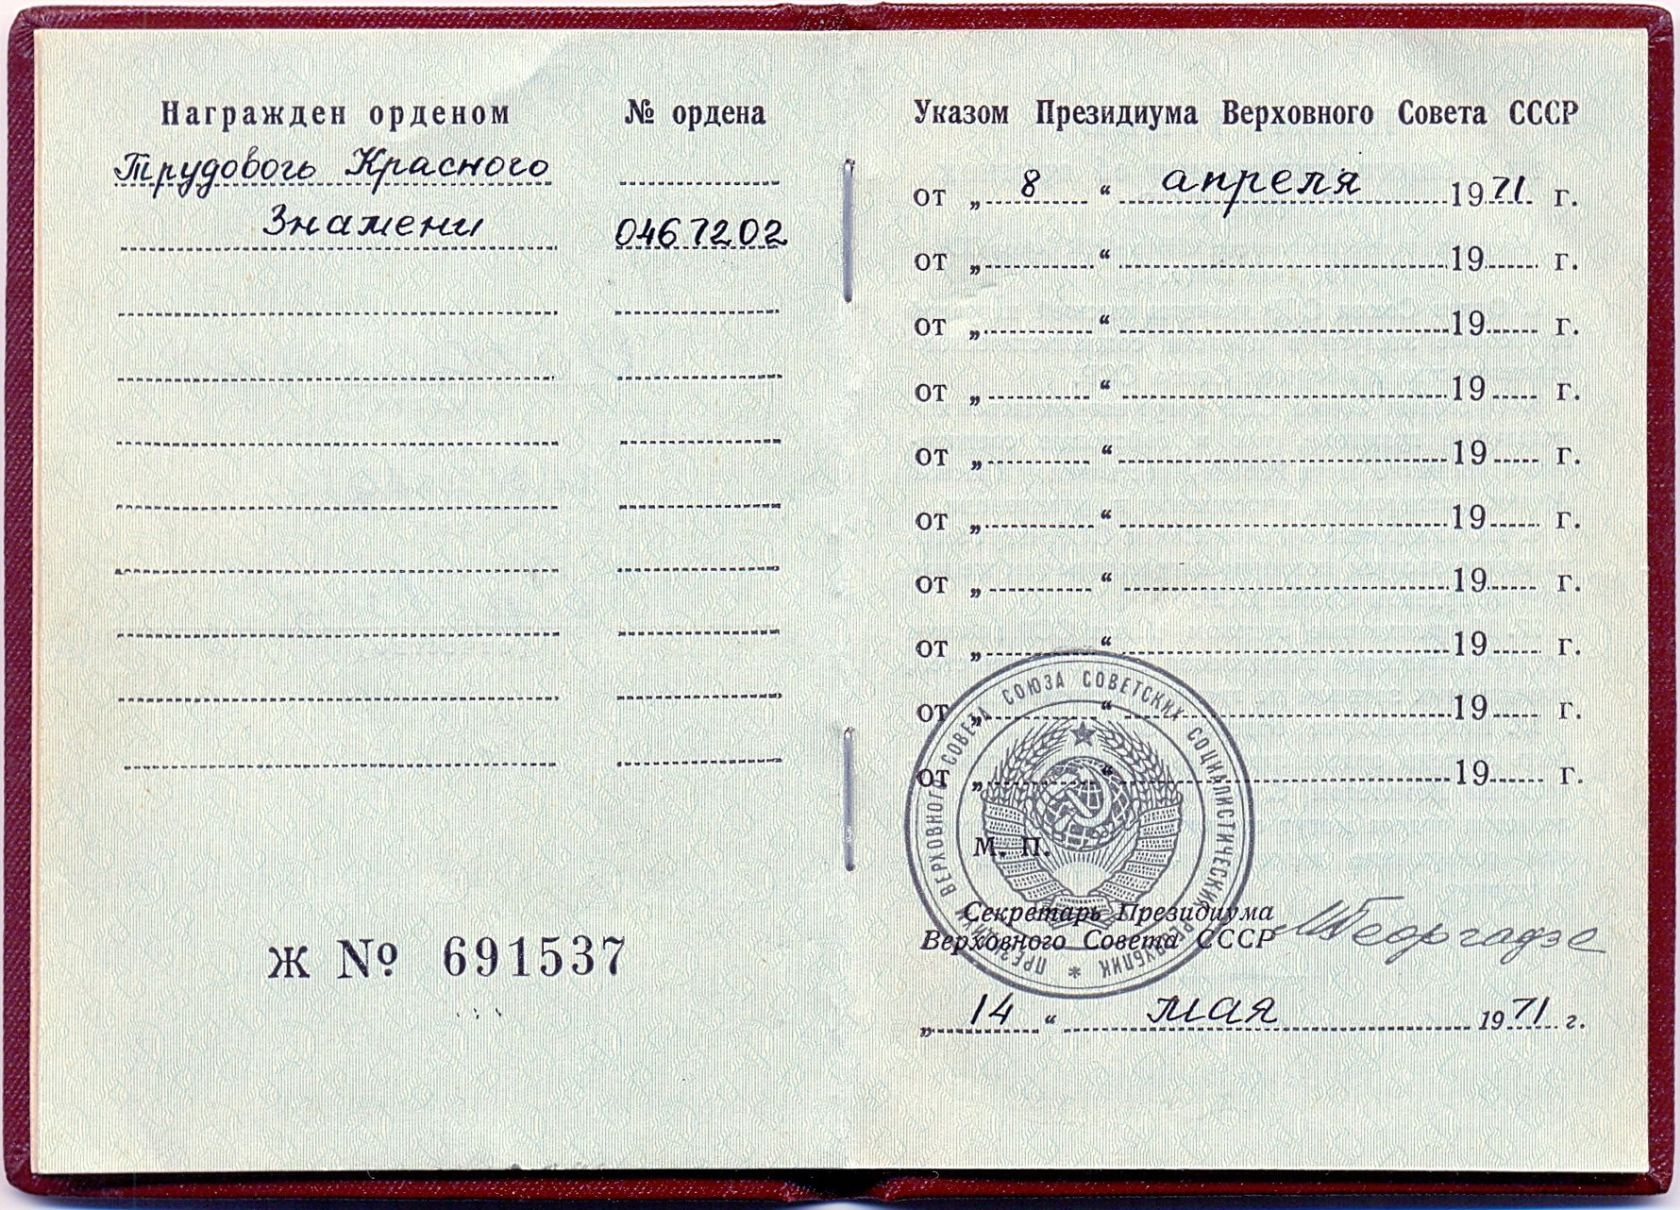 Награжден орденом
№ ордена
Трудового Красного
Знамени
0467202
Ж № 691537
Указом Президиума Верховного Совета СССР
от „ 8 “ апреля 1971 г.
от „ “ 19 г.
от „ “ 19 г.
от „ “ 19 г.
от „ “ 19 г.
от „ “ 19 г.
от „ “ 19 г.
от „ “ 19 г.
от „ “ 19 г.
от „ “ 19 г.
ПРЕЗИДИУМ ВЕРХОВНОГО СОВЕТА СОЮЗА СОВЕТСКИХ СОЦИАЛИСТИЧЕСКИХ РЕСПУБЛИК *
М. П.
Секретарь Президиума
Верховного Совета СССР
МГеоргадзе
„ 14 “ мая 1971 г.